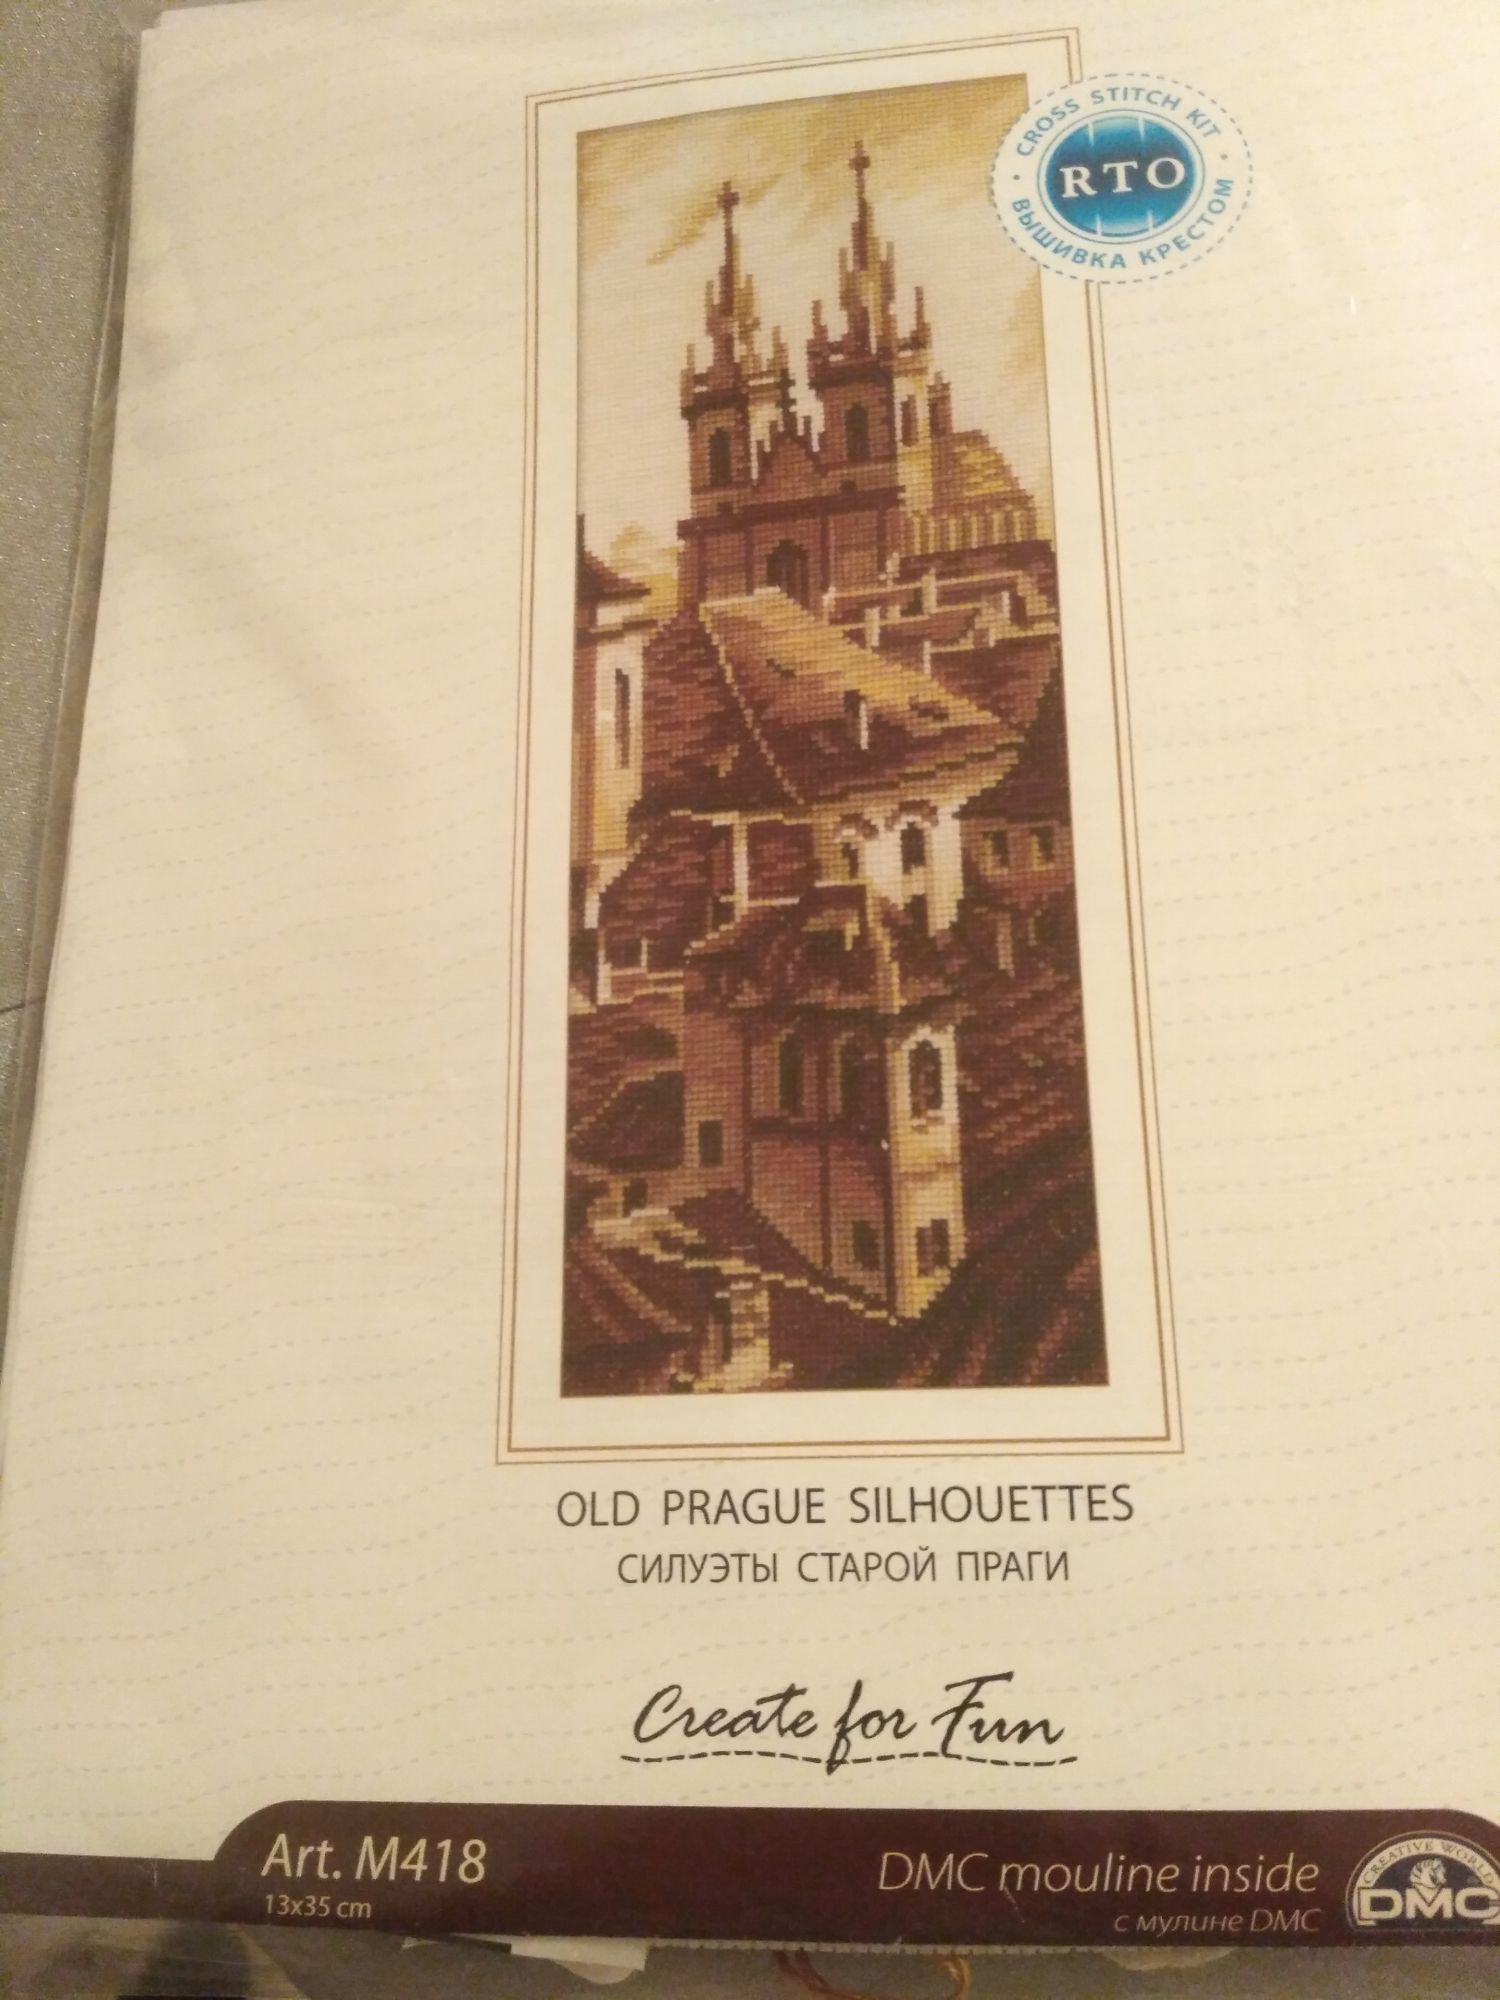 CROSS STITCH KIT
RTO
ВЫШИВКА КРЕСТОМ
OLD PRAGUE SILHOUETTES
СИЛУЭТЫ СТАРОЙ ПРАГИ
Create for Fun
Art. M418
13x35 cm
DMC mouline inside
с мулине DMC
CREATIVE WORLD
DMC